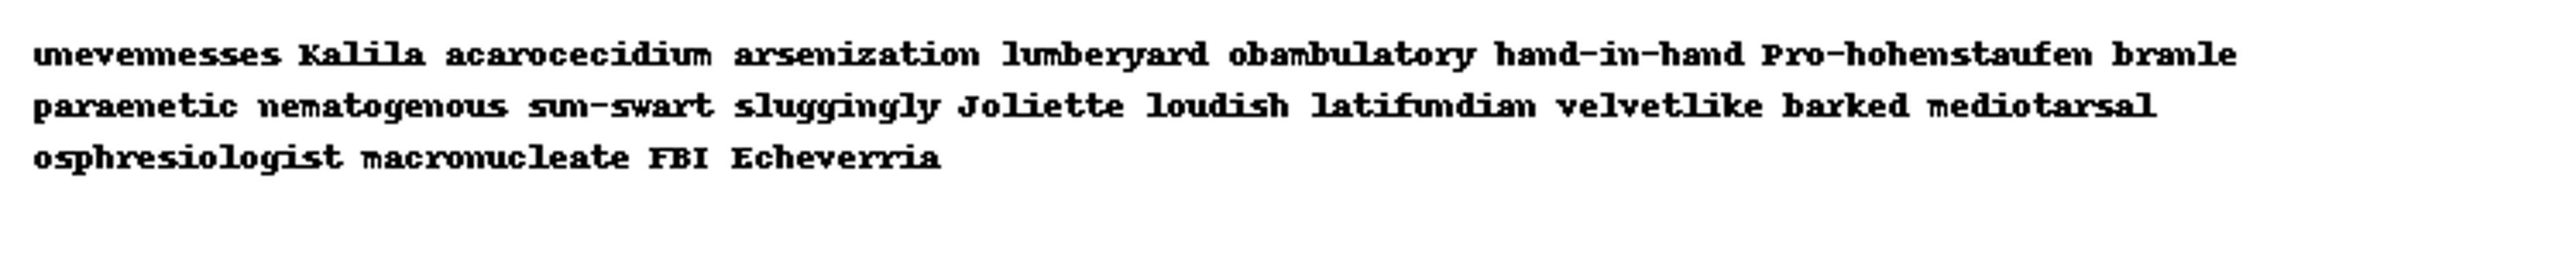 unevennesses Kalila acarocecidium arsenization lumberyard obambulatory hand-in-hand Pro-hohenstaufen branle
paraenetic nematogenous sun-swart sluggingly Joliette loudish latifundian velvetlike barked mediotarsal
osphresiologist macronucleate FBI Echeverria